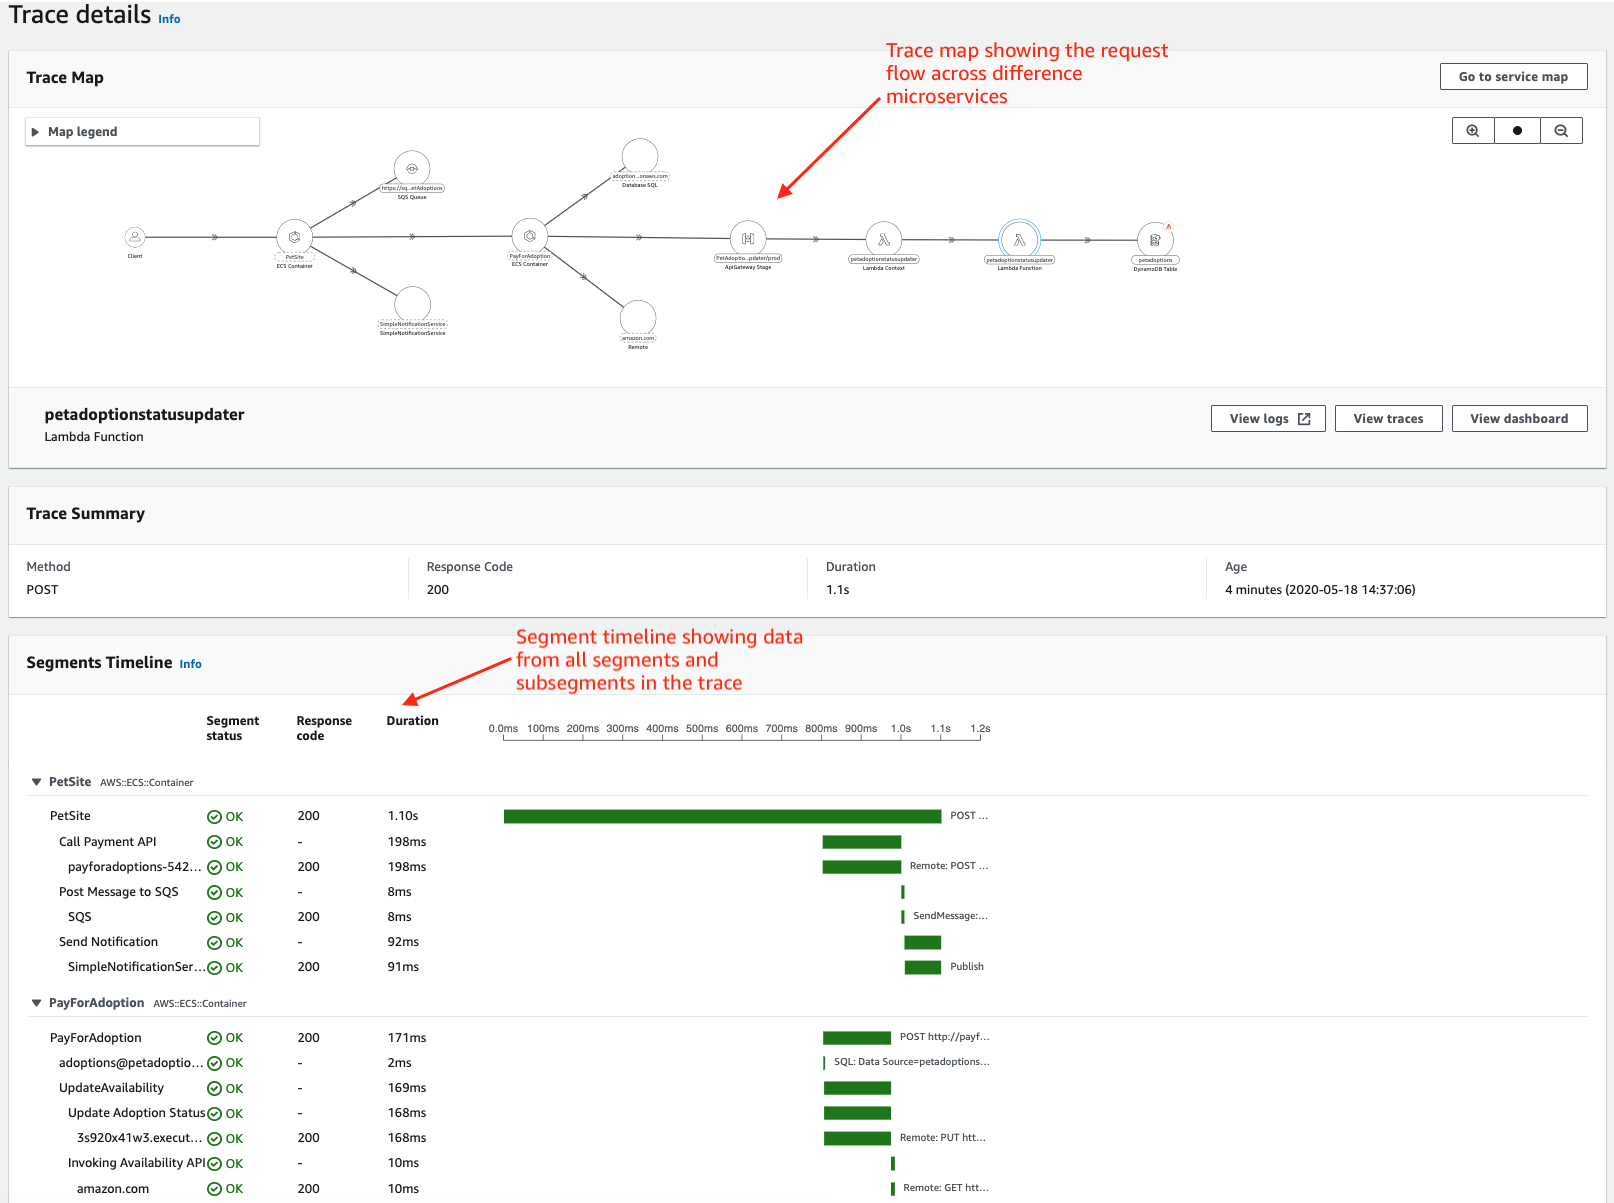 Trace details Info
Trace map showing the request
flow across difference
microservices
Trace Map
Go to service map
Map legend
https://sq...etAdoptions
SQS Queue
adoption...onaws.com
Database SQL
Client
PetSite
ECS Container
PayForAdoption
ECS Container
PetAdoptio...pdater/prod
ApiGateway Stage
petadoptionstatusupdater
Lambda Context
petadoptionstatusupdater
Lambda Function
petadoptions
DynamoDB Table
SimpleNotificationService
SimpleNotificationService
amazon.com
Remote
petadoptionstatusupdater
Lambda Function
View logs
View traces
View dashboard
Trace Summary
Method
POST
Response Code
200
Duration
1.1s
Age
4 minutes (2020-05-18 14:37:06)
Segment timeline showing data
from all segments and
subsegments in the trace
Segments Timeline Info
Segment status
Response code
Duration
0.0ms 100ms 200ms 300ms 400ms 500ms 600ms 700ms 800ms 900ms 1.0s 1.1s 1.2s
PetSite AWS::ECS::Container
PetSite OK 200 1.10s POST ...
Call Payment API OK - 198ms
payforadoptions-542... OK 200 198ms Remote: POST ...
Post Message to SQS OK - 8ms
SQS OK 200 8ms SendMessage:...
Send Notification OK - 92ms
SimpleNotificationSer... OK 200 91ms Publish
PayForAdoption AWS::ECS::Container
PayForAdoption OK 200 171ms POST http://payf...
adoptions@petadoptio... OK - 2ms SQL: Data Source=petadoptions...
UpdateAvailability OK - 169ms
Update Adoption Status OK - 168ms
3s920x41w3.execut... OK 200 168ms Remote: PUT htt...
Invoking Availability API OK - 10ms
amazon.com OK 200 10ms Remote: GET htt...